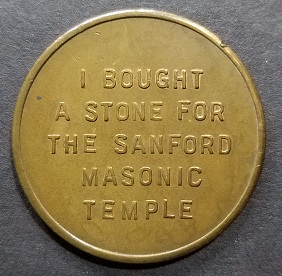 I BOUGHT
A STONE FOR
THE SANFORD
MASONIC
TEMPLE